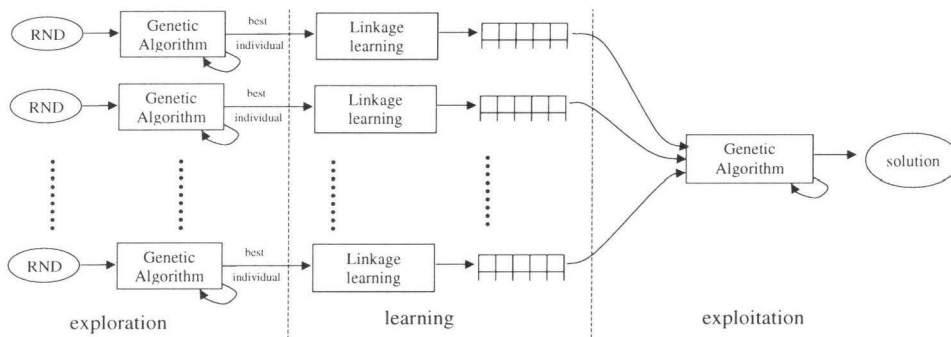 RND
Genetic
Algorithm
best
individual
Linkage
learning
RND
Genetic
Algorithm
best
individual
Linkage
learning
Genetic
Algorithm
solution
RND
Genetic
Algorithm
best
individual
Linkage
learning
exploration
learning
exploitation